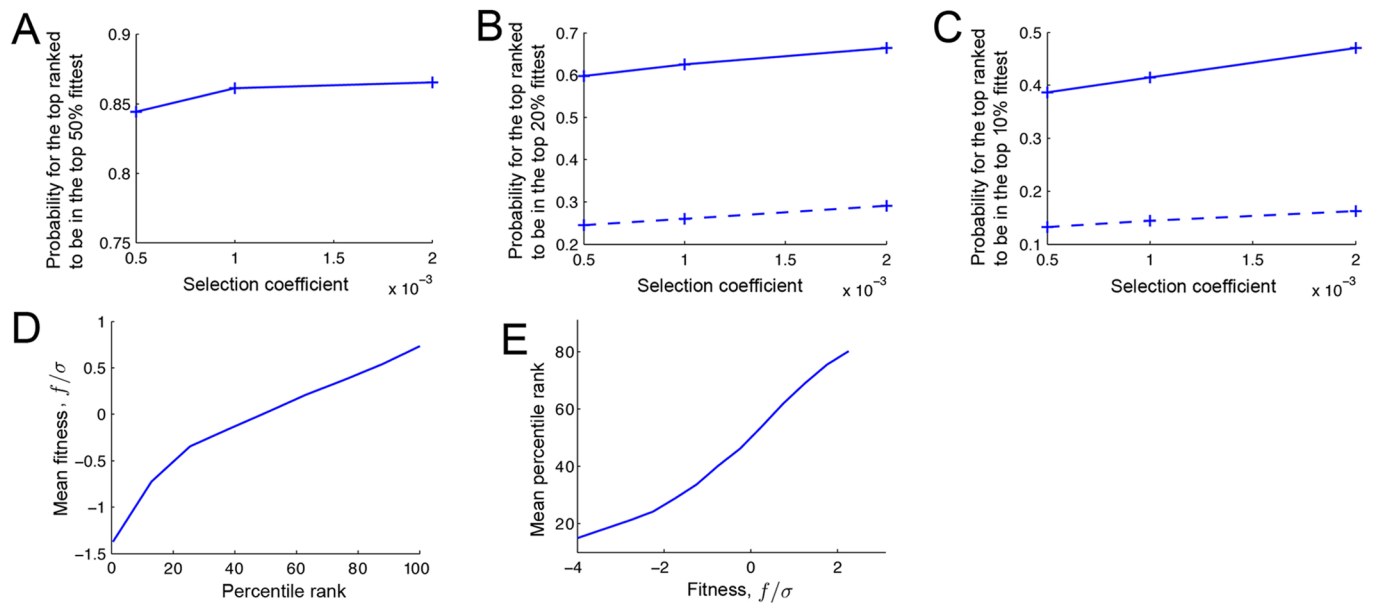 A
Probability for the top ranked
to be in the top 50% fittest
0.9
0.85
0.8
0.75
0.5
1
1.5
2
Selection coefficient
x 10⁻³
B
Probability for the top ranked
to be in the top 20% fittest
0.7
0.6
0.5
0.4
0.3
0.2
0.5
1
1.5
2
Selection coefficient
x 10⁻³
C
Probability for the top ranked
to be in the top 10% fittest
0.5
0.4
0.3
0.2
0.1
0.5
1
1.5
2
Selection coefficient
x 10⁻³
D
Mean fitness, f/σ
1
0.5
0
−0.5
−1
−1.5
0
20
40
60
80
100
Percentile rank
E
Mean percentile rank
80
60
40
20
−4
−2
0
2
Fitness, f/σ